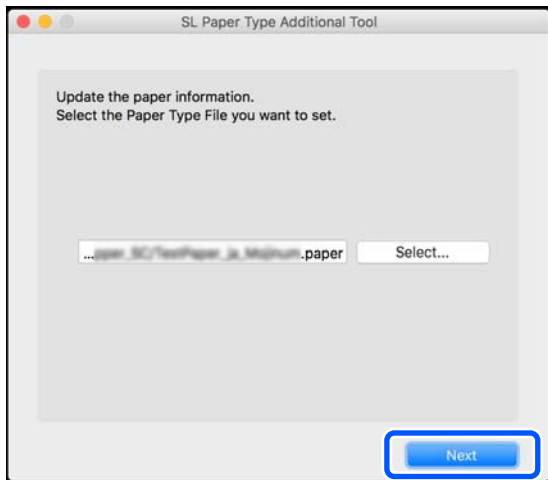 SL Paper Type Additional Tool
Update the paper information.
Select the Paper Type File you want to set.
... .paper
Select...
Next